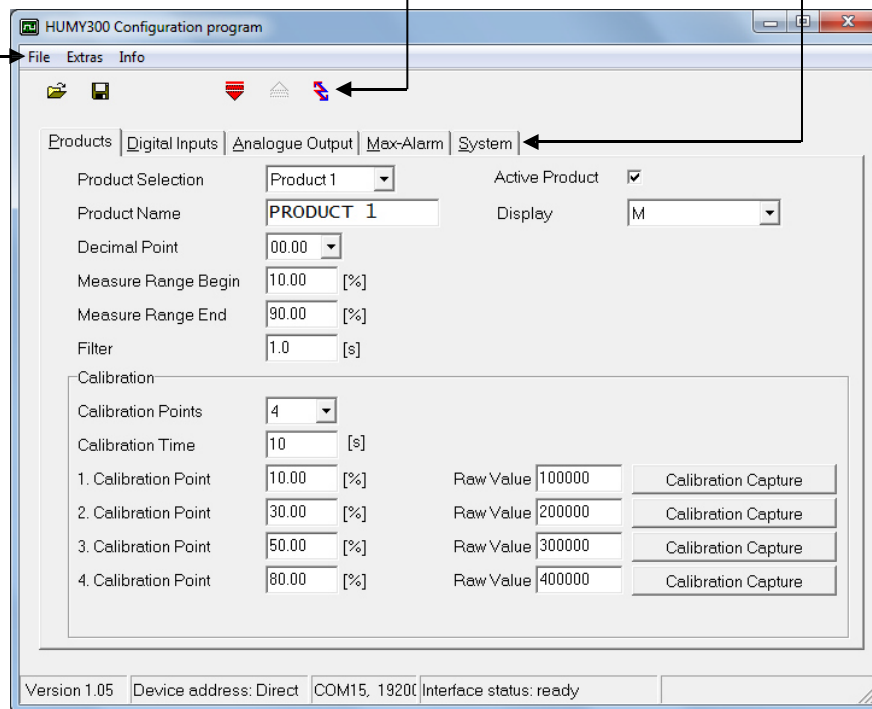 HUMY300 Configuration program
File Extras Info
Products Digital Inputs Analogue Output Max-Alarm System
Product Selection Product 1 Active Product
Product Name PRODUCT 1 Display M
Decimal Point 00.00
Measure Range Begin 10.00 [%]
Measure Range End 90.00 [%]
Filter 1.0 [s]
Calibration
Calibration Points 4
Calibration Time 10 [s]
1. Calibration Point 10.00 [%] Raw Value 100000 Calibration Capture
2. Calibration Point 30.00 [%] Raw Value 200000 Calibration Capture
3. Calibration Point 50.00 [%] Raw Value 300000 Calibration Capture
4. Calibration Point 80.00 [%] Raw Value 400000 Calibration Capture
Version 1.05 Device address: Direct COM15, 1920 Interface status: ready